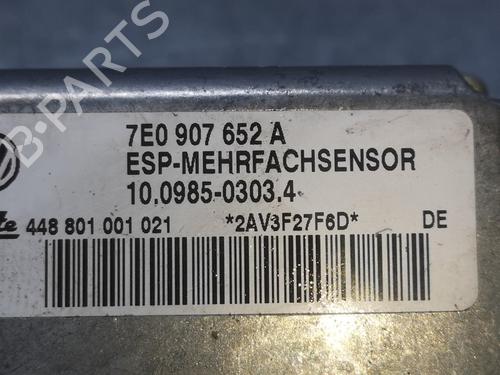 B-PARTS
7E0 907 652 A
ESP-MEHRFACHSENSOR
10.0985-0303.4
448 801 001 021 *2AV3F27F6D* DE